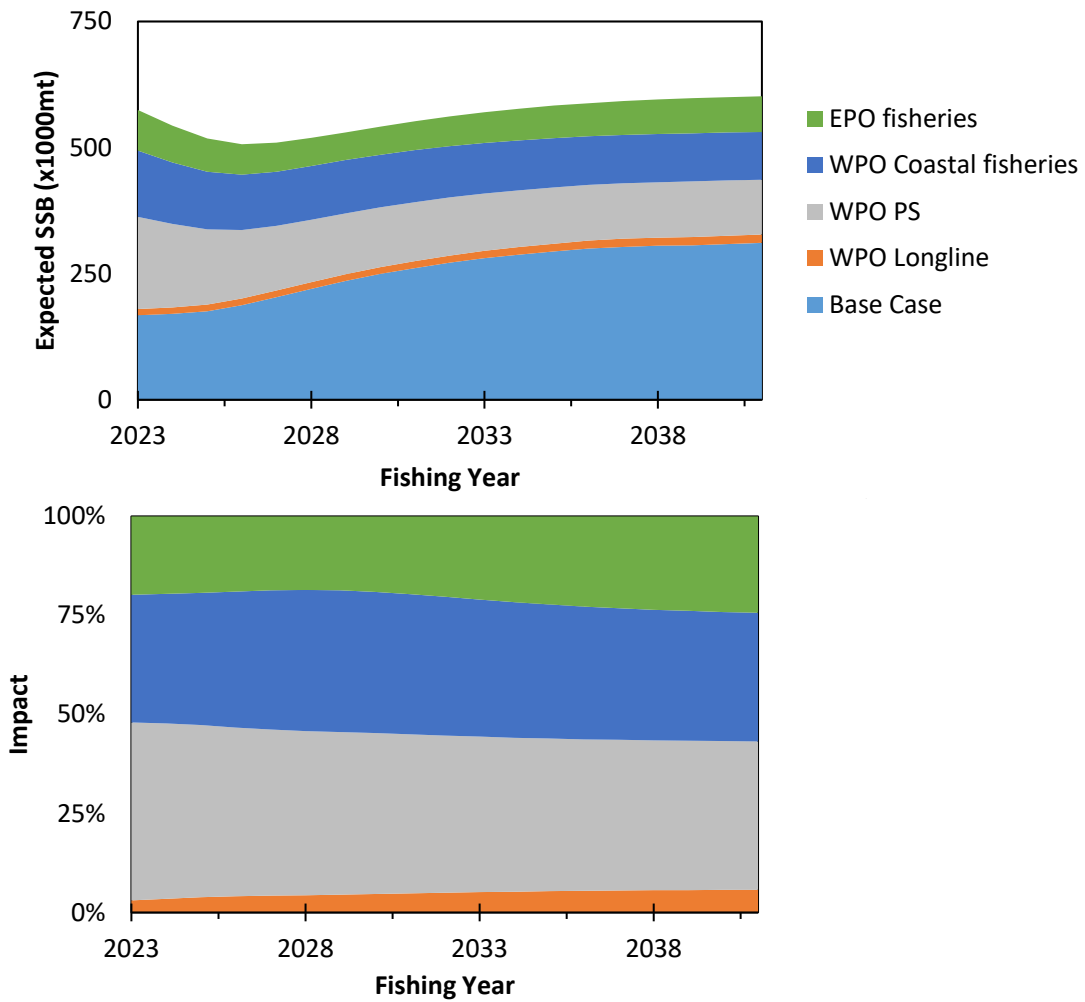 750
500
250
0
Expected SSB (x1000mt)
2023
2028
2033
2038
Fishing Year
EPO fisheries
WPO Coastal fisheries
WPO PS
WPO Longline
Base Case
100%
75%
50%
25%
0%
Impact
2023
2028
2033
2038
Fishing Year